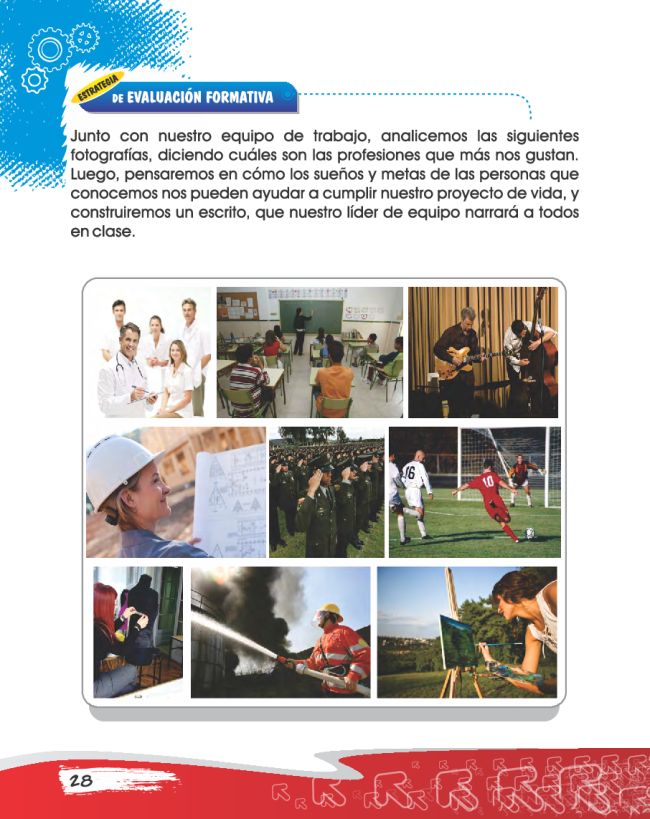 ESTRATEGIA
DE EVALUACIÓN FORMATIVA
Junto con nuestro equipo de trabajo, analicemos las siguientes
fotografías, diciendo cuáles son las profesiones que más nos gustan.
Luego, pensaremos en cómo los sueños y metas de las personas que
conocemos nos pueden ayudar a cumplir nuestro proyecto de vida, y
construiremos un escrito, que nuestro líder de equipo narrará a todos
en clase.
16
10
28